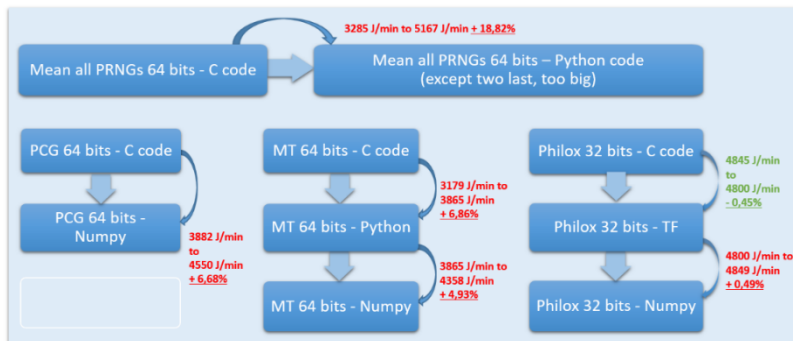 3285 J/min to 5167 J/min + 18,82%
Mean all PRNGs 64 bits - C code
Mean all PRNGs 64 bits – Python code
(except two last, too big)
PCG 64 bits - C code
PCG 64 bits -
Numpy
3882 J/min
to
4550 J/min
+ 6,68%
MT 64 bits - C code
3179 J/min to
3865 J/min
+ 6,86%
MT 64 bits - Python
3865 J/min to
4358 J/min
+ 4,93%
MT 64 bits - Numpy
Philox 32 bits - C code
4845 J/min
to
4800 J/min
- 0,45%
Philox 32 bits - TF
4800 J/min to
4849 J/min
+ 0,49%
Philox 32 bits - Numpy